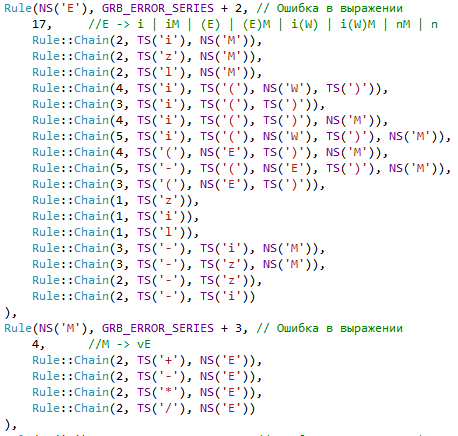 Rule(NS('E'), GRB_ERROR_SERIES + 2, // Ошибка в выражении
17, //E -> i | iM | (E) | (E)M | i(W) | i(W)M | nM | n
Rule::Chain(2, TS('i'), NS('M')),
Rule::Chain(2, TS('z'), NS('M')),
Rule::Chain(2, TS('l'), NS('M')),
Rule::Chain(4, TS('i'), TS('('), NS('W'), TS(')')),
Rule::Chain(3, TS('i'), TS('('), TS(')')),
Rule::Chain(4, TS('i'), TS('('), TS(')'), NS('M')),
Rule::Chain(5, TS('i'), TS('('), NS('W'), TS(')'), NS('M')),
Rule::Chain(4, TS('('), NS('E'), TS(')'), NS('M')),
Rule::Chain(5, TS('-'), TS('('), NS('E'), TS(')'), NS('M')),
Rule::Chain(3, TS('('), NS('E'), TS(')')),
Rule::Chain(1, TS('z')),
Rule::Chain(1, TS('i')),
Rule::Chain(1, TS('l')),
Rule::Chain(3, TS('-'), TS('i'), NS('M')),
Rule::Chain(3, TS('-'), TS('z'), NS('M')),
Rule::Chain(2, TS('-'), TS('z')),
Rule::Chain(2, TS('-'), TS('i'))
),
Rule(NS('M'), GRB_ERROR_SERIES + 3, // Ошибка в выражении
4, //M -> vE
Rule::Chain(2, TS('+'), NS('E')),
Rule::Chain(2, TS('-'), NS('E')),
Rule::Chain(2, TS('*'), NS('E')),
Rule::Chain(2, TS('/'), NS('E'))
),